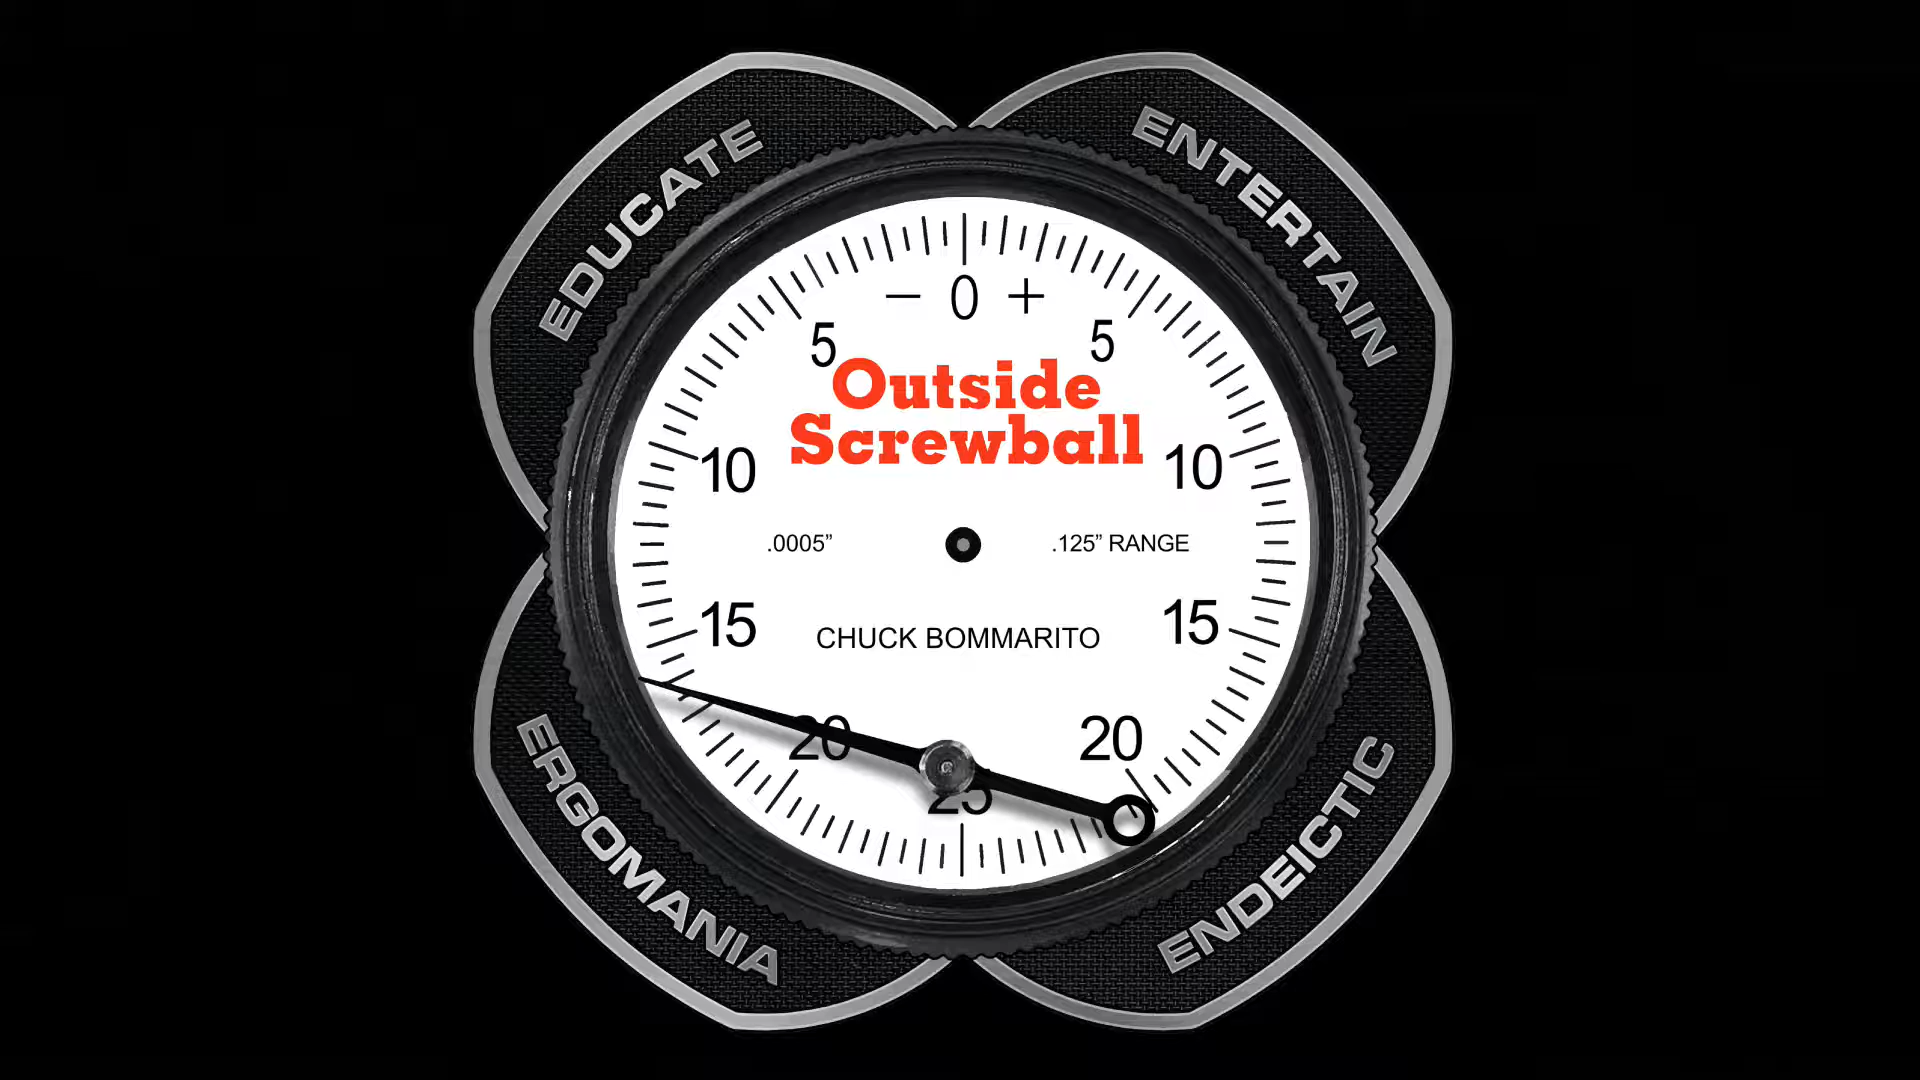 EDUCATE
ENTERTAIN
− 0 +
5 5
Outside
Screwball
10 10
.0005” .125” RANGE
15 15
CHUCK BOMMARITO
20 20
25
ERGOMANIA
ENDEICTIC